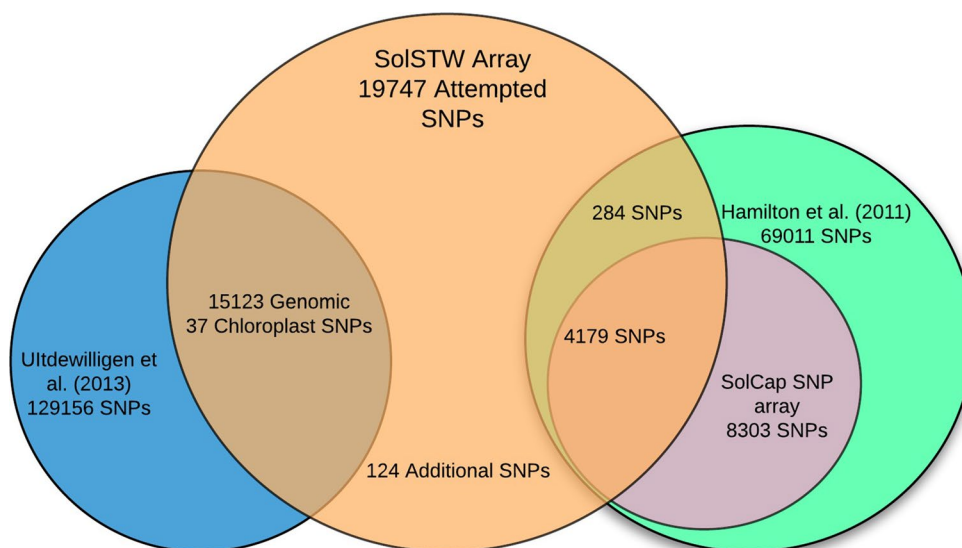 SolSTW Array
19747 Attempted
SNPs
284 SNPs
Hamilton et al. (2011)
69011 SNPs
15123 Genomic
37 Chloroplast SNPs
4179 SNPs
UItdewilligen et
al. (2013)
129156 SNPs
SolCap SNP
array
8303 SNPs
124 Additional SNPs